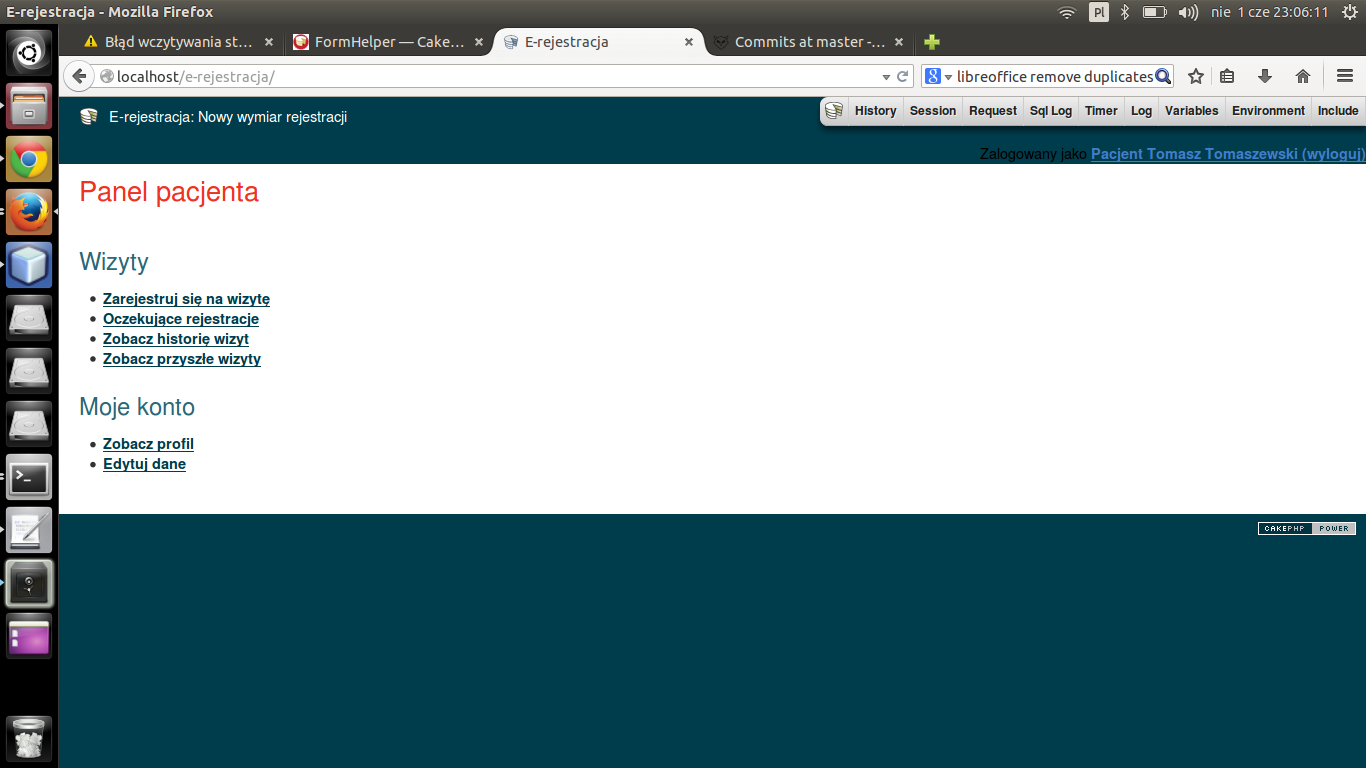 E-rejestracja - Mozilla Firefox
Pl
nie 1 cze 23:06:11
Błąd wczytywania st...
FormHelper — Cake...
E-rejestracja
Commits at master -...
localhost/e-rejestracja/
libreoffice remove duplicates
E-rejestracja: Nowy wymiar rejestracji
History
Session
Request
Sql Log
Timer
Log
Variables
Environment
Include
Zalogowany jako Pacjent Tomasz Tomaszewski (wyloguj)
Panel pacjenta
Wizyty
Zarejestruj się na wizytę
Oczekujące rejestracje
Zobacz historię wizyt
Zobacz przyszłe wizyty
Moje konto
Zobacz profil
Edytuj dane
CAKEPHP POWER